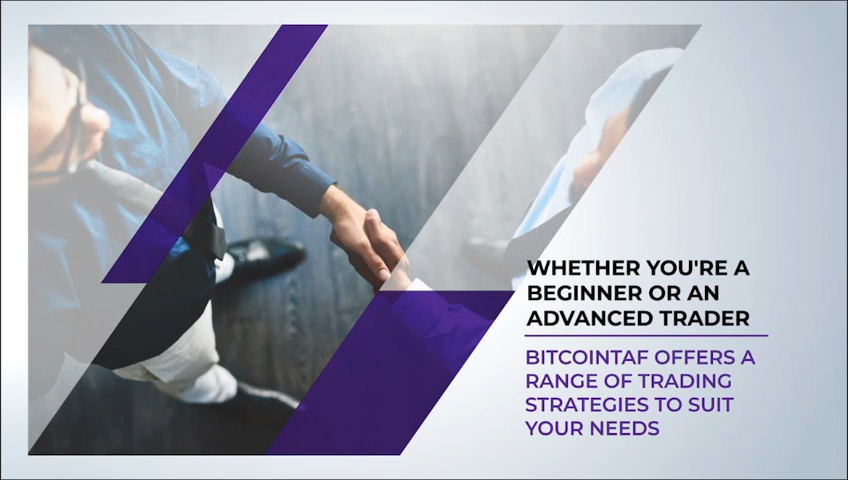 WHETHER YOU'RE A
BEGINNER OR AN
ADVANCED TRADER
BITCOINTAF OFFERS A
RANGE OF TRADING
STRATEGIES TO SUIT
YOUR NEEDS